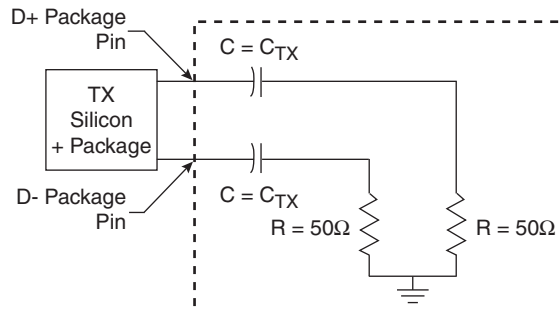 D+ Package
Pin
C = CTX
TX
Silicon
+ Package
D- Package
Pin
C = CTX
R = 50Ω
R = 50Ω